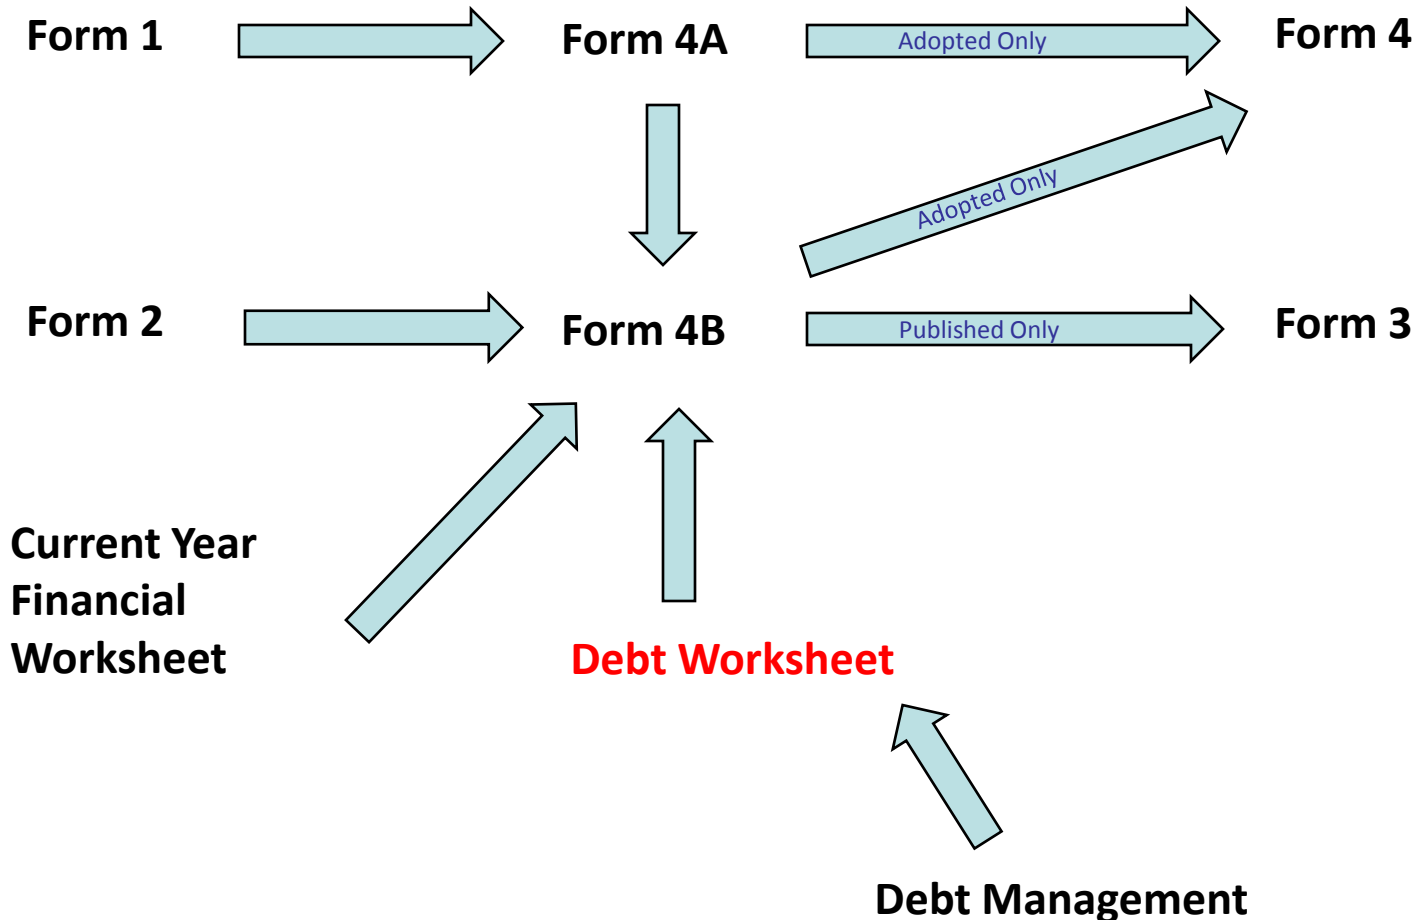 Form 1
Form 4A
Adopted Only
Form 4
Adopted Only
Form 2
Form 4B
Published Only
Form 3
Current Year
Financial
Worksheet
Debt Worksheet
Debt Management